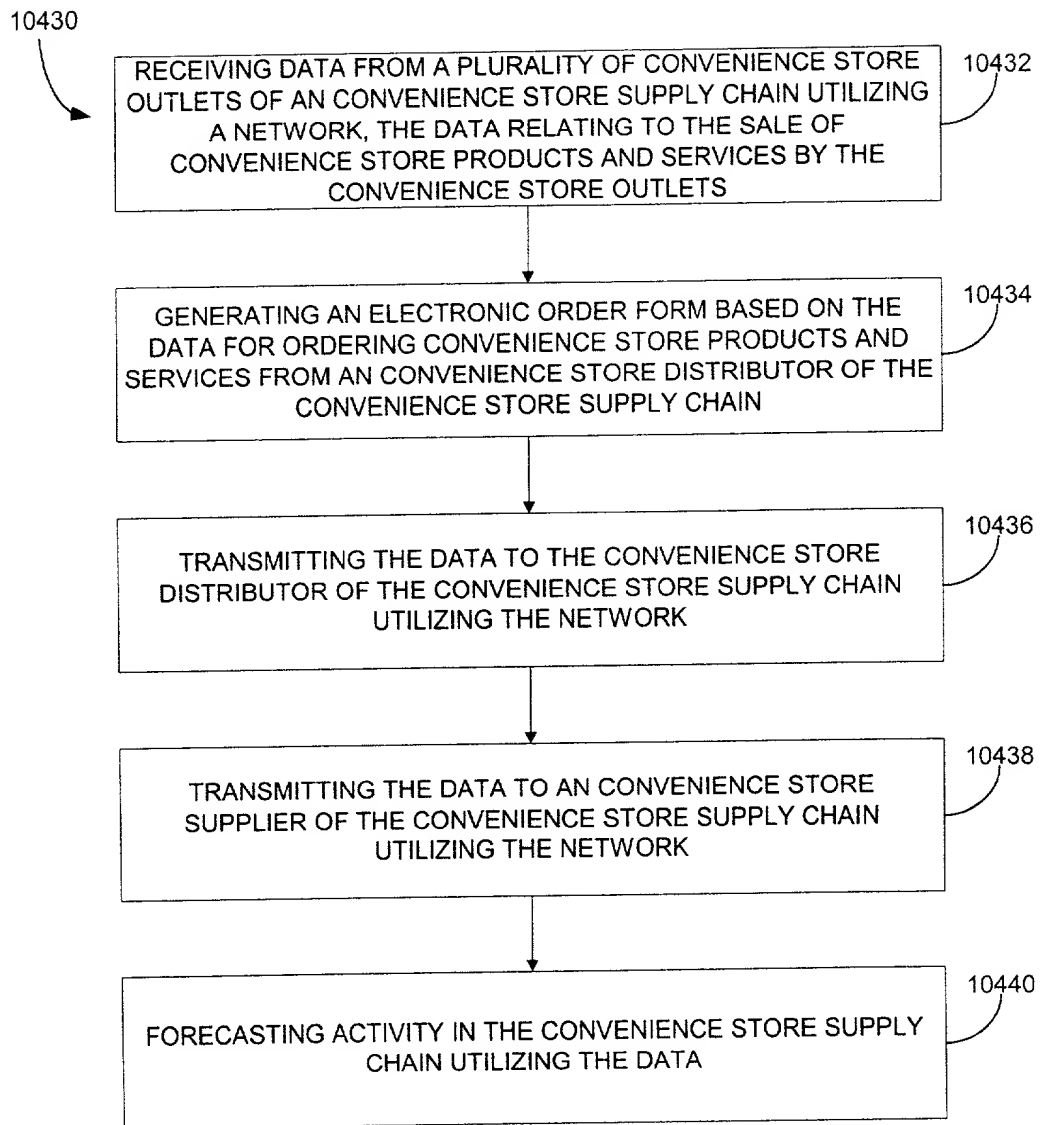 10430
RECEIVING DATA FROM A PLURALITY OF CONVENIENCE STORE
OUTLETS OF AN CONVENIENCE STORE SUPPLY CHAIN UTILIZING
A NETWORK, THE DATA RELATING TO THE SALE OF
CONVENIENCE STORE PRODUCTS AND SERVICES BY THE
CONVENIENCE STORE OUTLETS
10432
GENERATING AN ELECTRONIC ORDER FORM BASED ON THE
DATA FOR ORDERING CONVENIENCE STORE PRODUCTS AND
SERVICES FROM AN CONVENIENCE STORE DISTRIBUTOR OF THE
CONVENIENCE STORE SUPPLY CHAIN
10434
TRANSMITTING THE DATA TO THE CONVENIENCE STORE
DISTRIBUTOR OF THE CONVENIENCE STORE SUPPLY CHAIN
UTILIZING THE NETWORK
10436
TRANSMITTING THE DATA TO AN CONVENIENCE STORE
SUPPLIER OF THE CONVENIENCE STORE SUPPLY CHAIN
UTILIZING THE NETWORK
10438
FORECASTING ACTIVITY IN THE CONVENIENCE STORE SUPPLY
CHAIN UTILIZING THE DATA
10440